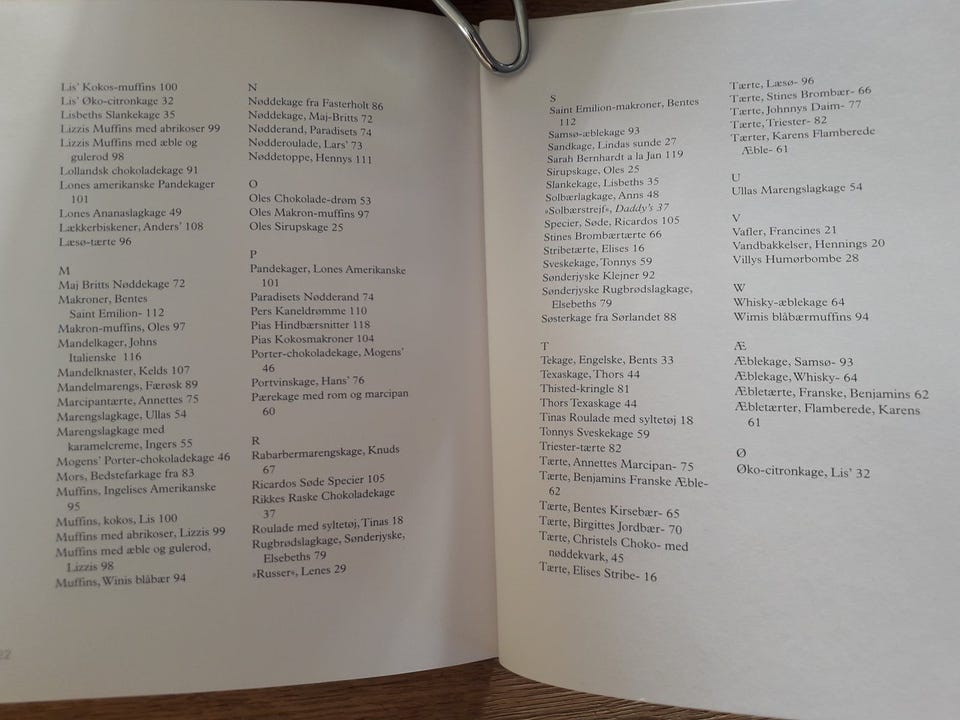 Lis' Kokos-muffins 100
Lis' Øko-citronkage 32
Lisbeths Slankekage 35
Lizzis Muffins med abrikoser 99
Lizzis Muffins med æble og
gulerod 98
Lollandsk chokoladekage 91
Lones amerikanske Pandekager
101
Lones Ananaslagkage 49
Lækkerbiskener, Anders' 108
Læsø-tærte 96
M
Maj Britts Nøddekage 72
Makroner, Bentes
Saint Emilion- 112
Makron-muffins, Oles 97
Mandelkager, Johns
Italienske 116
Mandelknaster, Kelds 107
Mandelmarengs, Færosk 89
Marcipantærte, Annettes 75
Marengslagkage, Ullas 54
Marengslagkage med
karamelcreme, Ingers 55
Mogens' Porter-chokoladekage 46
Mors, Bedstefarkage fra 83
Muffins, Ingelises Amerikanske
95
Muffins, kokos, Lis 100
Muffins med abrikoser, Lizzis 99
Muffins med æble og gulerod,
Lizzis 98
Muffins, Winis blåbær 94
22
N
Nøddekage fra Fasterholt 86
Nøddekage, Maj-Britts 72
Nødderand, Paradisets 74
Nødderoulade, Lars' 73
Nøddetoppe, Hennys 111
O
Oles Chokolade-drøm 53
Oles Makron-muffins 97
Oles Sirupskage 25
P
Pandekager, Lones Amerikanske
101
Paradisets Nødderand 74
Pers Kaneldrømme 110
Pias Hindbærsnitter 118
Pias Kokosmakroner 104
Porter-chokoladekage, Mogens'
46
Portvinskage, Hans' 76
Pærekage med rom og marcipan
60
R
Rabarbermarengskage, Knuds
67
Ricardos Søde Specier 105
Rikkes Raske Chokoladekage
37
Roulade med syltetøj, Tinas 18
Rugbrødslagkage, Sønderjyske,
Elsebeths 79
»Russer«, Lenes 29
S
Saint Emilion-makroner, Bentes
112
Samsø-æblekage 93
Sandkage, Lindas sunde 27
Sarah Bernhardt a la Jan 119
Sirupskage, Oles 25
Slankekage, Lisbeths 35
Solbærlagkage, Anns 48
»Solbærstrejf«, Daddy's 37
Specier, Søde, Ricardos 105
Stines Brombærtærte 66
Stribetærte, Elises 16
Sveskekage, Tonnys 59
Sønderjyske Klejner 92
Sønderjyske Rugbrødslagkage,
Elsebeths 79
Søsterkage fra Sørlandet 88
T
Tekage, Engelske, Bents 33
Texaskage, Thors 44
Thisted-kringle 81
Thors Texaskage 44
Tinas Roulade med syltetøj 18
Tonnys Sveskekage 59
Triester-tærte 82
Tærte, Annettes Marcipan- 75
Tærte, Benjamins Franske Æble-
62
Tærte, Bentes Kirsebær- 65
Tærte, Birgittes Jordbær- 70
Tærte, Christels Choko- med
nøddekvark, 45
Tærte, Elises Stribe- 16
Tærte, Læsø- 96
Tærte, Stines Brombær- 66
Tærte, Johnnys Daim- 77
Tærte, Triester- 82
Tærter, Karens Flamberede
Æble- 61
U
Ullas Marengslagkage 54
V
Vafler, Francines 21
Vandbakkelser, Hennings 20
Villys Humørbombe 28
W
Whisky-æblekage 64
Wimis blåbærmuffins 94
Æ
Æblekage, Samsø- 93
Æblekage, Whisky- 64
Æbletærte, Franske, Benjamins 62
Æbletærter, Flamberede, Karens
61
Ø
Øko-citronkage, Lis' 32